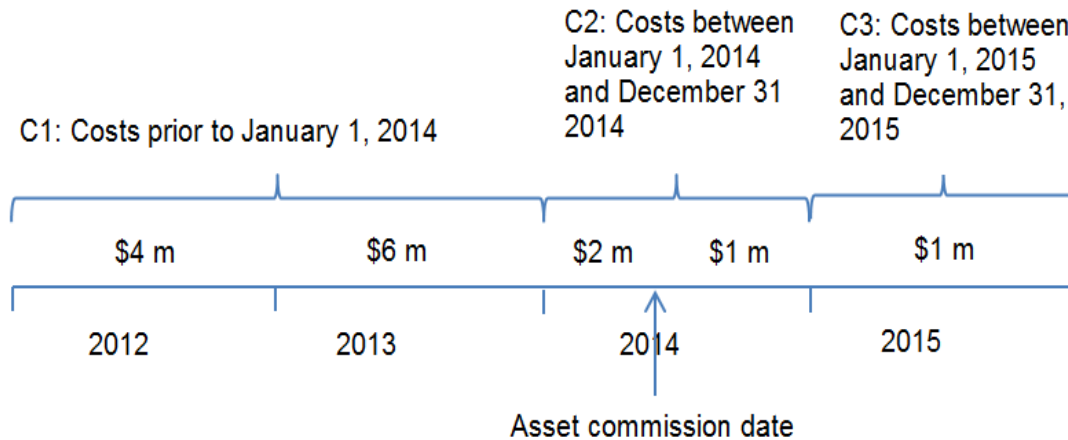 C2: Costs between
January 1, 2014
and December 31
2014
C3: Costs between
January 1, 2015
and December 31,
2015
C1: Costs prior to January 1, 2014
$4 m
$6 m
$2 m
$1 m
$1 m
2012
2013
2014
2015
Asset commission date